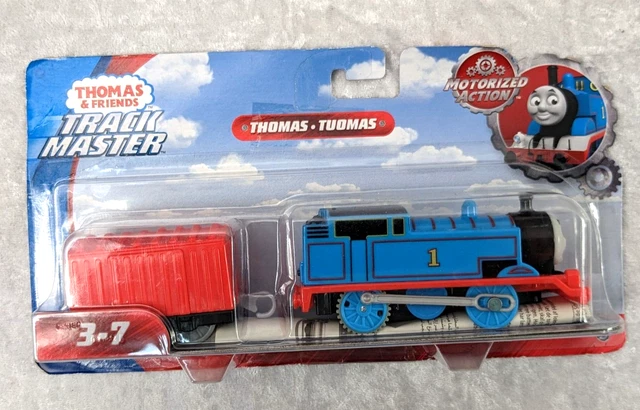 THOMAS
& FRIENDS
TRACK
MASTER
THOMAS • TUOMAS
MOTORIZED
ACTION
1
3-7